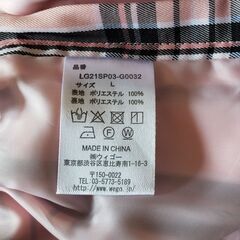 品番
LG21SP03-G0032
サイズ L
表地 ポリエステル 100%
裏地 ポリエステル 100%
MADE IN CHINA
㈱ウィゴー
〒150-0022
東京都渋谷区恵比寿南1-16-3
TEL 03-5773-5189
http://www.wego.jp